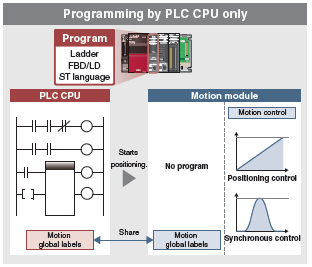 Programming by PLC CPU only
Program
Ladder
FBD/LD
ST language
PLC CPU
Motion module
Motion control
Starts
positioning.
No program
Positioning control
Synchronous control
Motion
global labels
Share
Motion
global labels